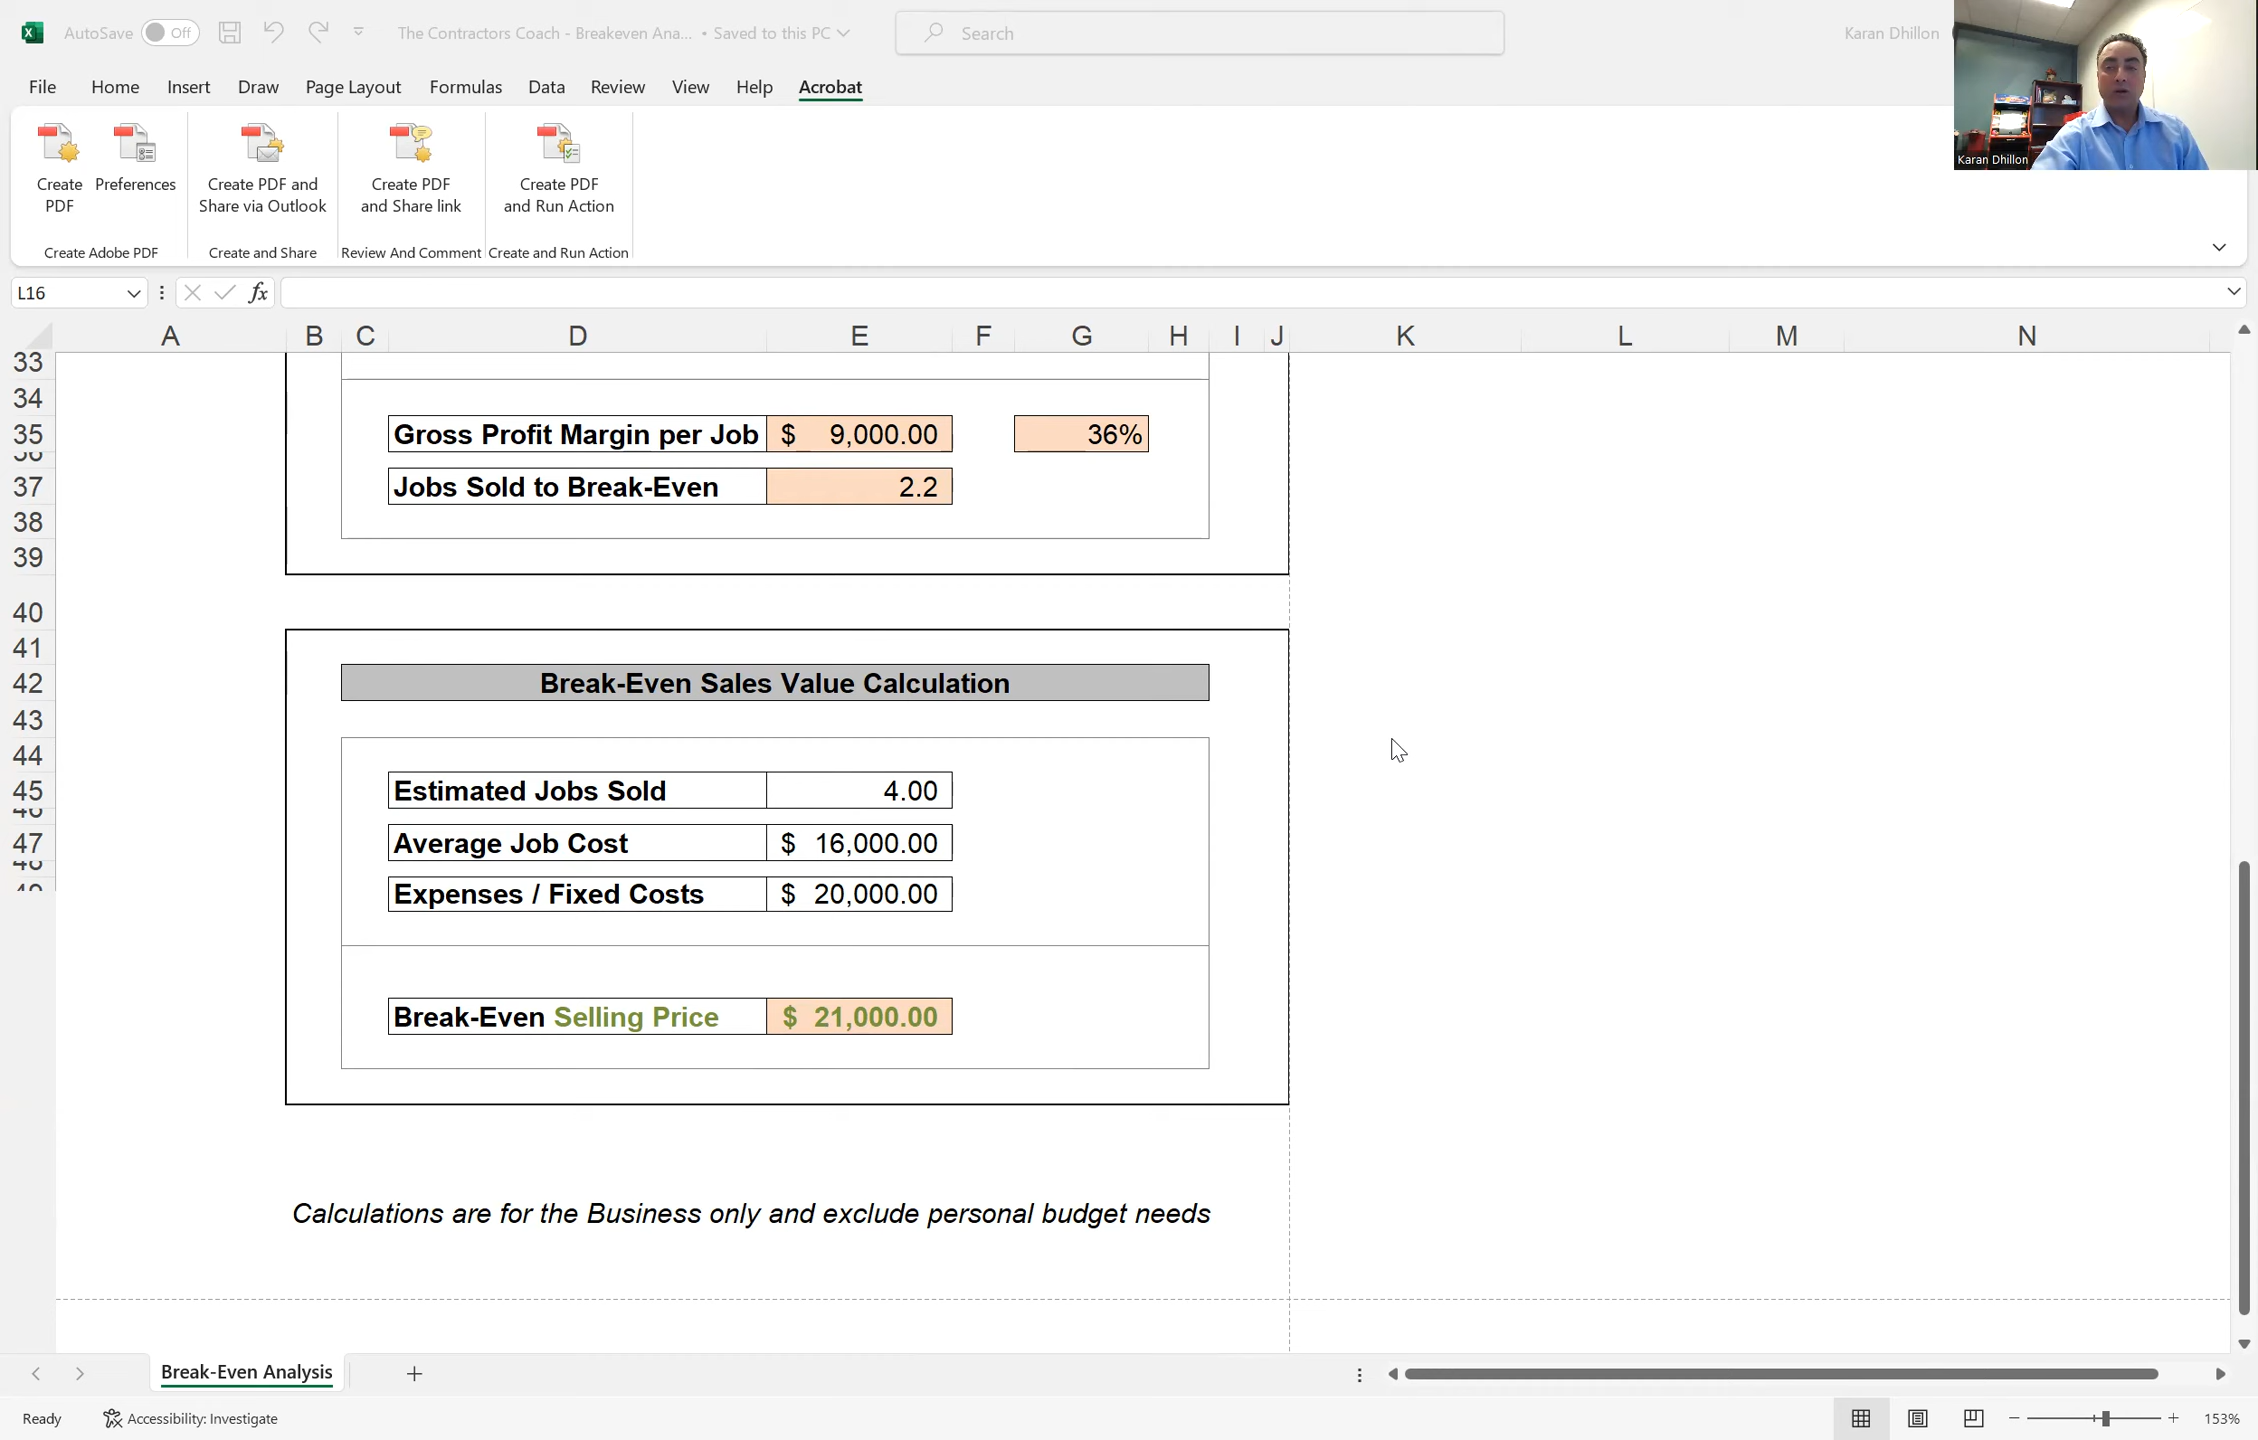 AutoSave Off The Contractors Coach - Breakeven Ana... • Saved to this PC Search Karan Dhillon
File Home Insert Draw Page Layout Formulas Data Review View Help Acrobat
Karan Dhillon
Create PDF Preferences Create PDF and Share via Outlook Create PDF and Share link Create PDF and Run Action
Create Adobe PDF Create and Share Review And Comment Create and Run Action
L16 fx
A B C D E F G H I J K L M N
33
34
35 Gross Profit Margin per Job $ 9,000.00 36%
36
37 Jobs Sold to Break-Even 2.2
38
39
40
41
42 Break-Even Sales Value Calculation
43
44
45 Estimated Jobs Sold 4.00
46
47 Average Job Cost $ 16,000.00
48
49
Expenses / Fixed Costs $ 20,000.00
Break-Even Selling Price $ 21,000.00
Calculations are for the Business only and exclude personal budget needs
Break-Even Analysis
Ready Accessibility: Investigate 153%